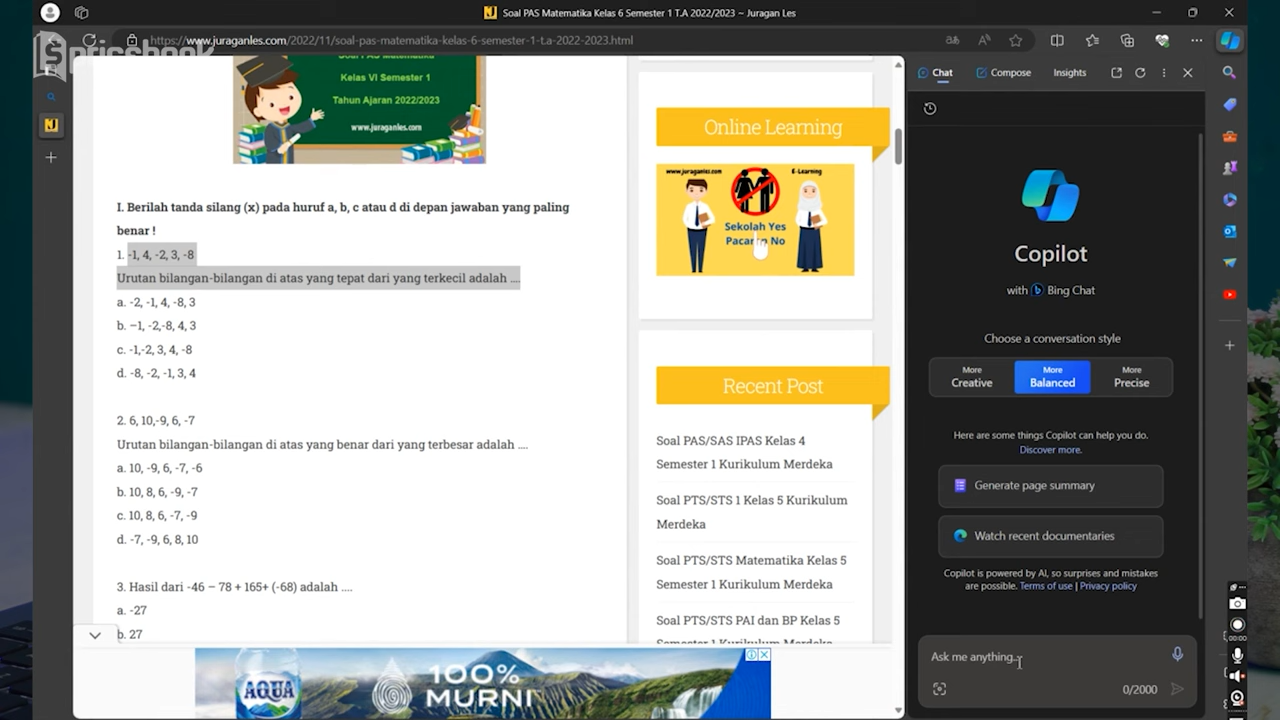 Soal PAS Matematika Kelas 6 Semester 1 T.A 2022/2023 ~ Juragan Les
https://www.juraganles.com/2022/11/soal-pas-matematika-kelas-6-semester-1-t.a-2022-2023.html
Soal PAS Matematika
Kelas VI Semester 1
Tahun Ajaran 2022/2023
www.juraganles.com
I. Berilah tanda silang (x) pada huruf a, b, c atau d di depan jawaban yang paling
benar !
1. -1, 4, -2, 3, -8
Urutan bilangan-bilangan di atas yang tepat dari yang terkecil adalah ....
a. -2, -1, 4, -8, 3
b. –1, -2,-8, 4, 3
c. -1,-2, 3, 4, -8
d. -8, -2, -1, 3, 4
2. 6, 10,-9, 6, -7
Urutan bilangan-bilangan di atas yang benar dari yang terbesar adalah ....
a. 10, -9, 6, -7, -6
b. 10, 8, 6, -9, -7
c. 10, 8, 6, -7, -9
d. -7, -9, 6, 8, 10
3. Hasil dari -46 – 78 + 165+ (-68) adalah ....
a. -27
b. 27
AQUA
100%
MURNI
Online Learning
www.juraganles.com
E-Learning
Sekolah Yes
Pacaran No
Recent Post
Soal PAS/SAS IPAS Kelas 4
Semester 1 Kurikulum Merdeka
Soal PTS/STS 1 Kelas 5 Kurikulum
Merdeka
Soal PTS/STS Matematika Kelas 5
Semester 1 Kurikulum Merdeka
Soal PTS/STS PAI dan BP Kelas 5
Semester 1 Kurikulum Merdeka
Chat
Compose
Insights
Copilot
with Bing Chat
Choose a conversation style
More
Creative
More
Balanced
More
Precise
Here are some things Copilot can help you do.
Discover more.
Generate page summary
Watch recent documentaries
Copilot is powered by AI, so surprises and mistakes
are possible. Terms of use | Privacy policy
Ask me anything...
0/2000
00:00